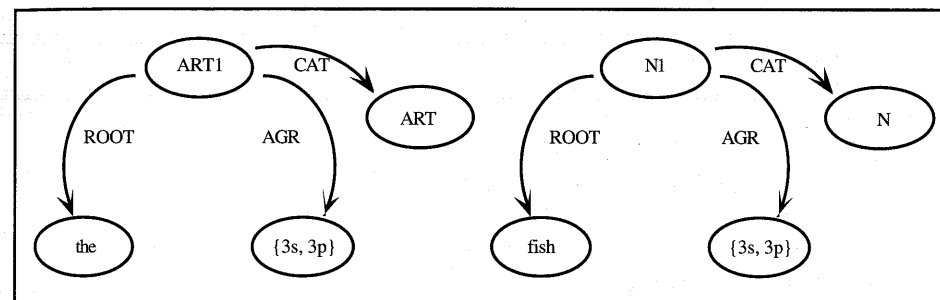 ART1
CAT
ART
ROOT
AGR
the
{3s, 3p}
N1
CAT
N
ROOT
AGR
fish
{3s, 3p}